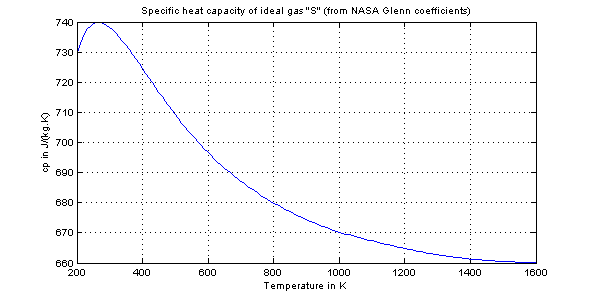 Specific heat capacity of ideal gas "S" (from NASA Glenn coefficients)
740
730
720
710
700
690
680
670
660
cp in J/(kg.K)
200 400 600 800 1000 1200 1400 1600
Temperature in K